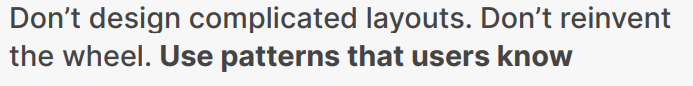 Don’t design complicated layouts. Don’t reinvent
the wheel. Use patterns that users know